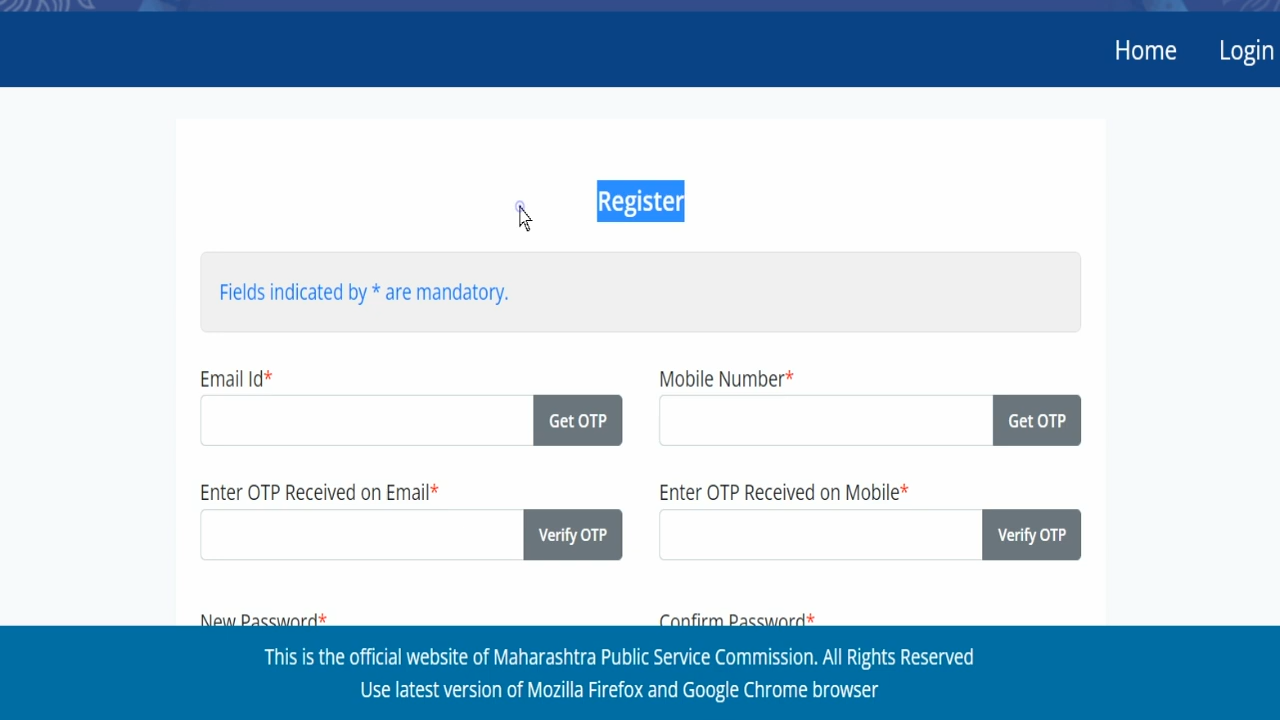 Home Login
Register
Fields indicated by * are mandatory.
Email Id* Mobile Number*
Get OTP Get OTP
Enter OTP Received on Email* Enter OTP Received on Mobile*
Verify OTP Verify OTP
New Password* Confirm Password*
This is the official website of Maharashtra Public Service Commission. All Rights Reserved
Use latest version of Mozilla Firefox and Google Chrome browser